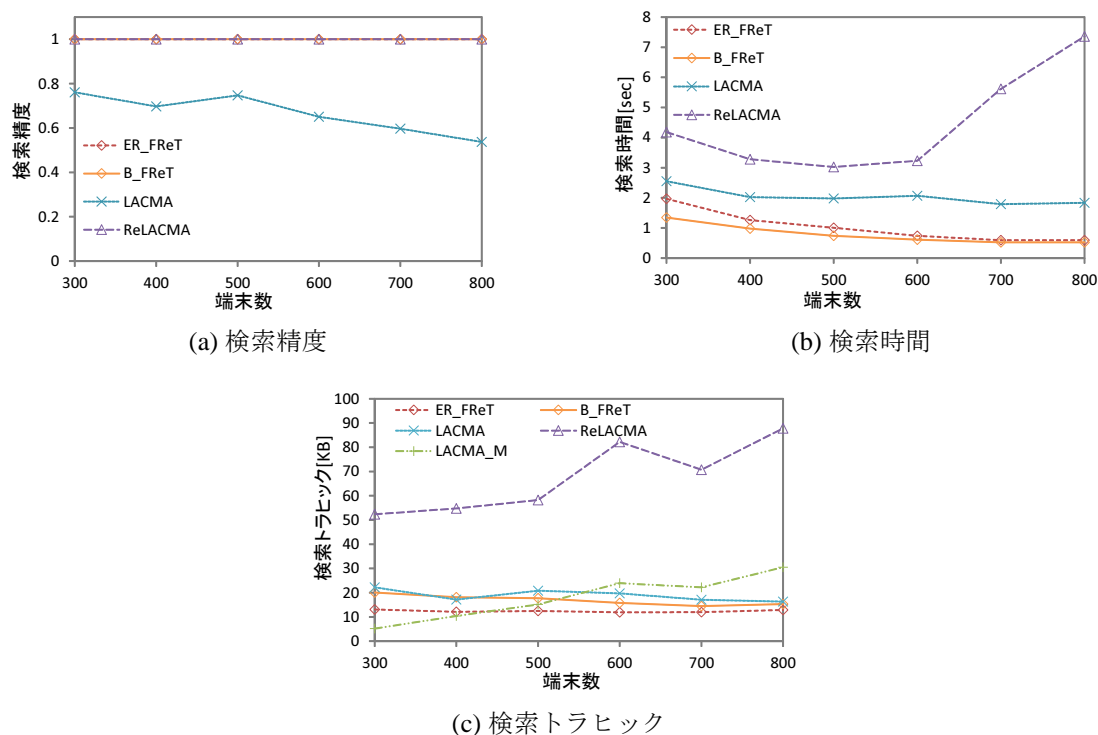 1
0.8
0.6
0.4
0.2
0
検索精度
ER_FReT
B_FReT
LACMA
ReLACMA
300 400 500 600 700 800
端末数
(a) 検索精度
8
7
6
5
4
3
2
1
0
検索時間[sec]
ER_FReT
B_FReT
LACMA
ReLACMA
300 400 500 600 700 800
端末数
(b) 検索時間
100
90
80
70
60
50
40
30
20
10
0
検索トラヒック[KB]
ER_FReT B_FReT
LACMA ReLACMA
LACMA_M
300 400 500 600 700 800
端末数
(c) 検索トラヒック